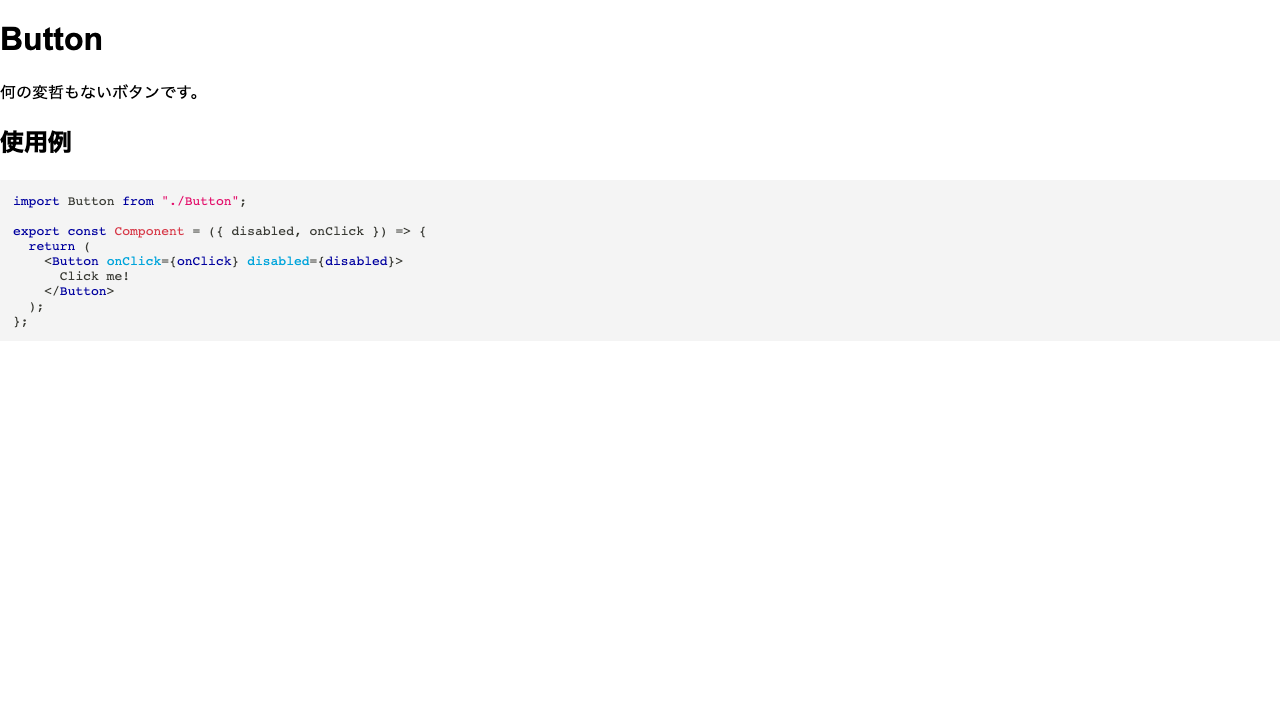 Button
何の変哲もないボタンです。
使用例
import Button from "./Button";

export const Component = ({ disabled, onClick }) => {
  return (
    <Button onClick={onClick} disabled={disabled}>
      Click me!
    </Button>
  );
};